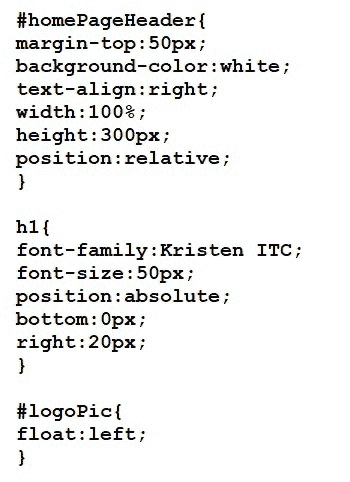 #homePageHeader{
margin-top:50px;
background-color:white;
text-align:right;
width:100%;
height:300px;
position:relative;
}

h1{
font-family:Kristen ITC;
font-size:50px;
position:absolute;
bottom:0px;
right:20px;
}

#logoPic{
float:left;
}